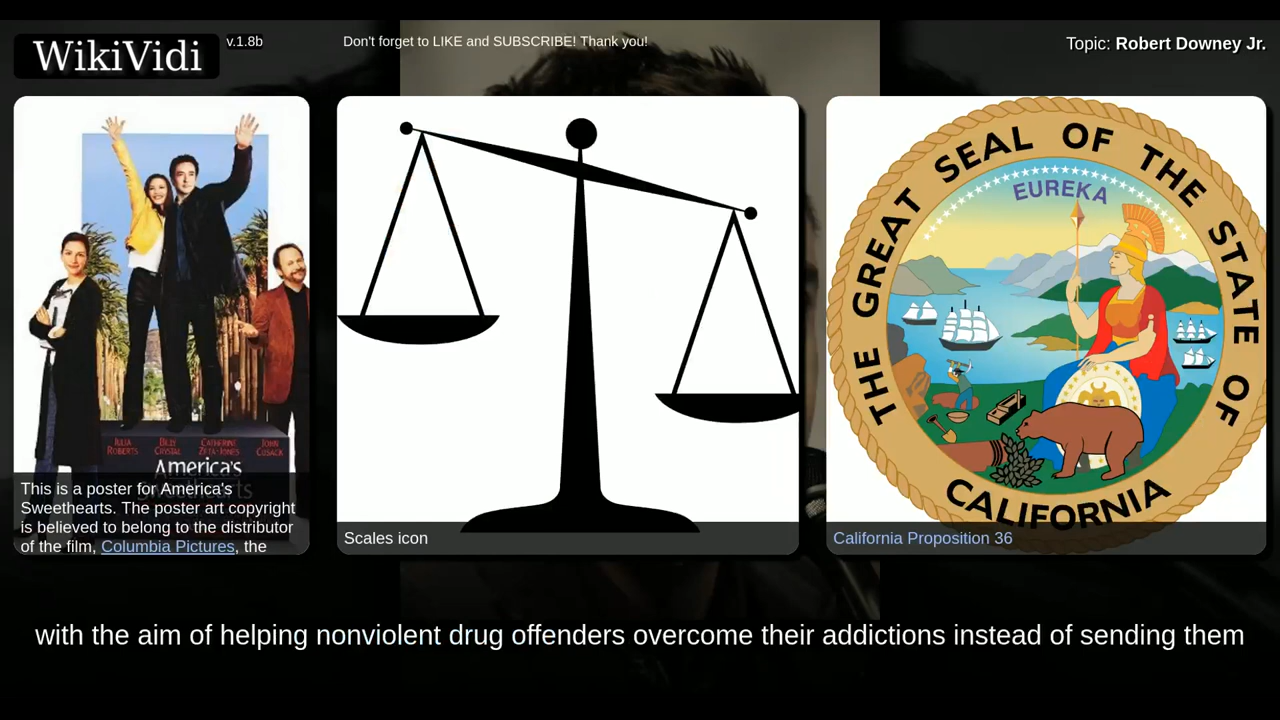 WikiVidi
v.1.8b
Don't forget to LIKE and SUBSCRIBE! Thank you!
Topic: Robert Downey Jr.
JULIA ROBERTS
BILLY CRYSTAL
CATHERINE ZETA-JONES
JOHN CUSACK
America's
Sweethearts
This is a poster for America's
Sweethearts. The poster art copyright
is believed to belong to the distributor
of the film, Columbia Pictures, the
Scales icon
THE GREAT SEAL OF THE STATE OF CALIFORNIA
EUREKA
California Proposition 36
with the aim of helping nonviolent drug offenders overcome their addictions instead of sending them